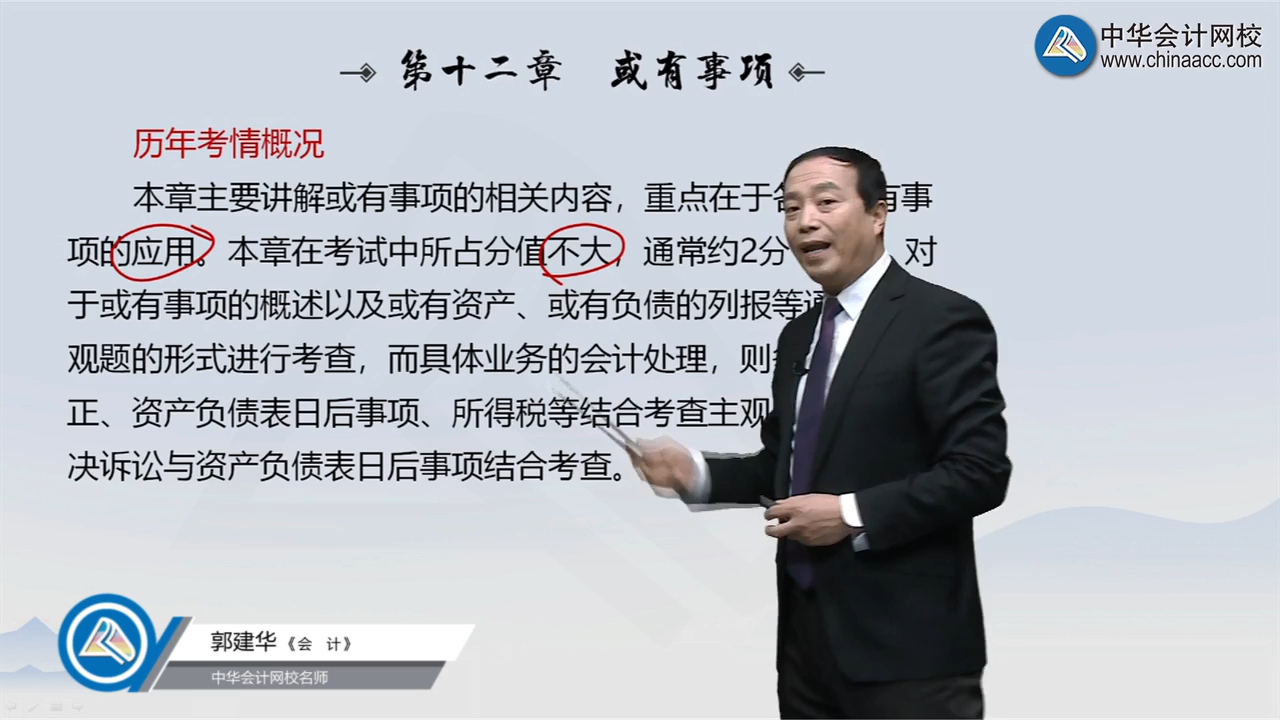 中华会计网校
www.chinaacc.com
第十二章 或有事项
历年考情概况
本章主要讲解或有事项的相关内容，重点在于 有事
项的应用。本章在考试中所占分值不大，通常约2分 对
于或有事项的概述以及或有资产、或有负债的列报等
观题的形式进行考查，而具体业务的会计处理，则
正、资产负债表日后事项、所得税等结合考查主观
决诉讼与资产负债表日后事项结合考查。
郭建华《会 计》
中华会计网校名师